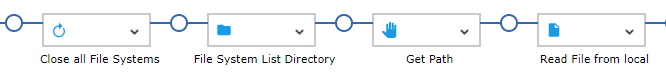 Close all File Systems
File System List Directory
Get Path
Read File from local